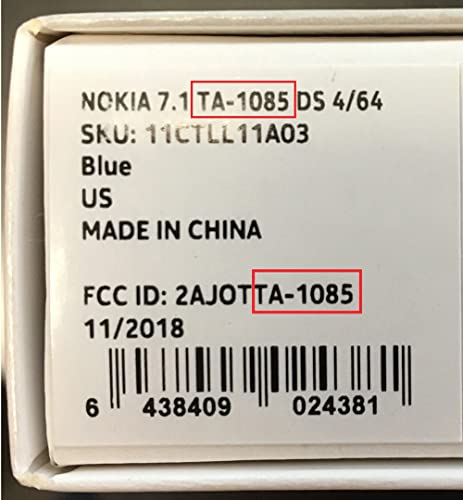 NOKIA 7.1 TA-1085 DS 4/64
SKU: 11CTLL11A03
Blue
US
MADE IN CHINA
FCC ID: 2AJOTTA-1085
11/2018
6 438409 024381